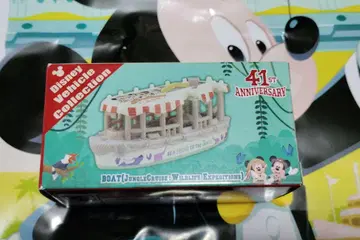 Disney
Vehicle
Collection
41ST
ANNIVERSARY
BOAT(JUNGLECRUISE:WILDLIFE EXPEDITIONS)